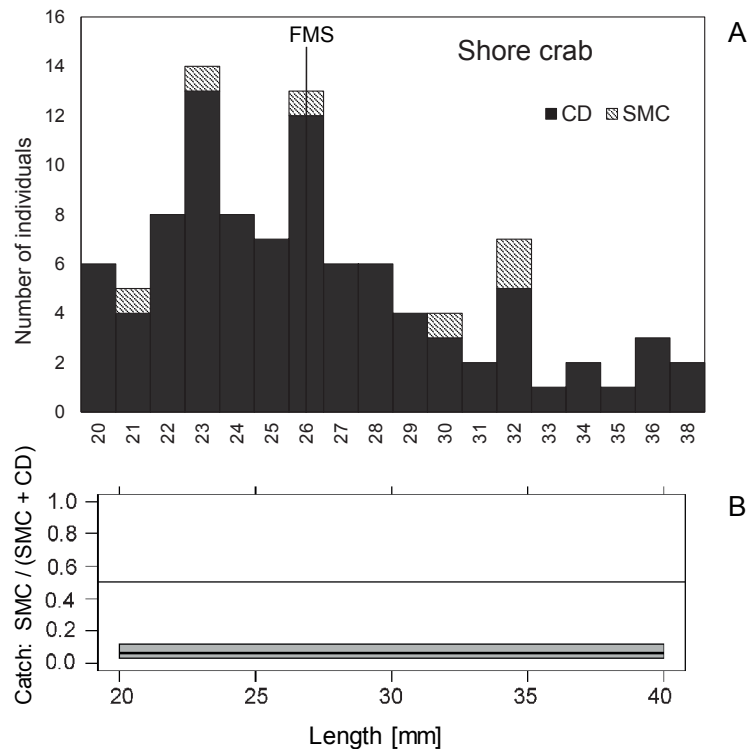 A
Shore crab
FMS
CD SMC
Number of individuals
16
14
12
10
8
6
4
2
0
20 21 22 23 24 25 26 27 28 29 30 31 32 33 34 35 36 38
B
Catch: SMC / (SMC + CD)
1.0
0.8
0.6
0.4
0.2
0.0
20 25 30 35 40
Length [mm]